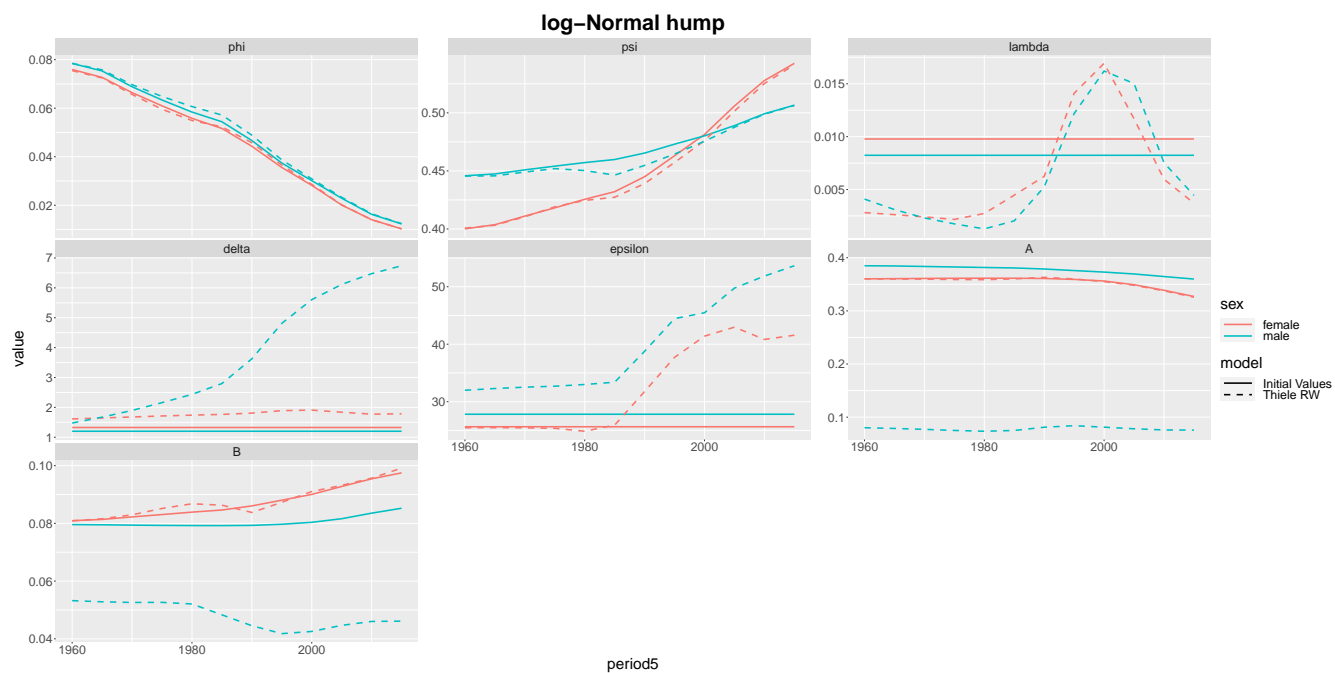 log−Normal hump
phi
psi
lambda
0.08
0.06
0.04
0.02
0.50
0.45
0.40
0.015
0.010
0.005
delta
epsilon
A
7
6
5
4
3
2
1
50
40
30
0.4
0.3
0.2
0.1
1960
1980
2000
1960
1980
2000
B
0.10
0.08
0.06
0.04
1960
1980
2000
value
period5
sex
female
male
model
Initial Values
Thiele RW